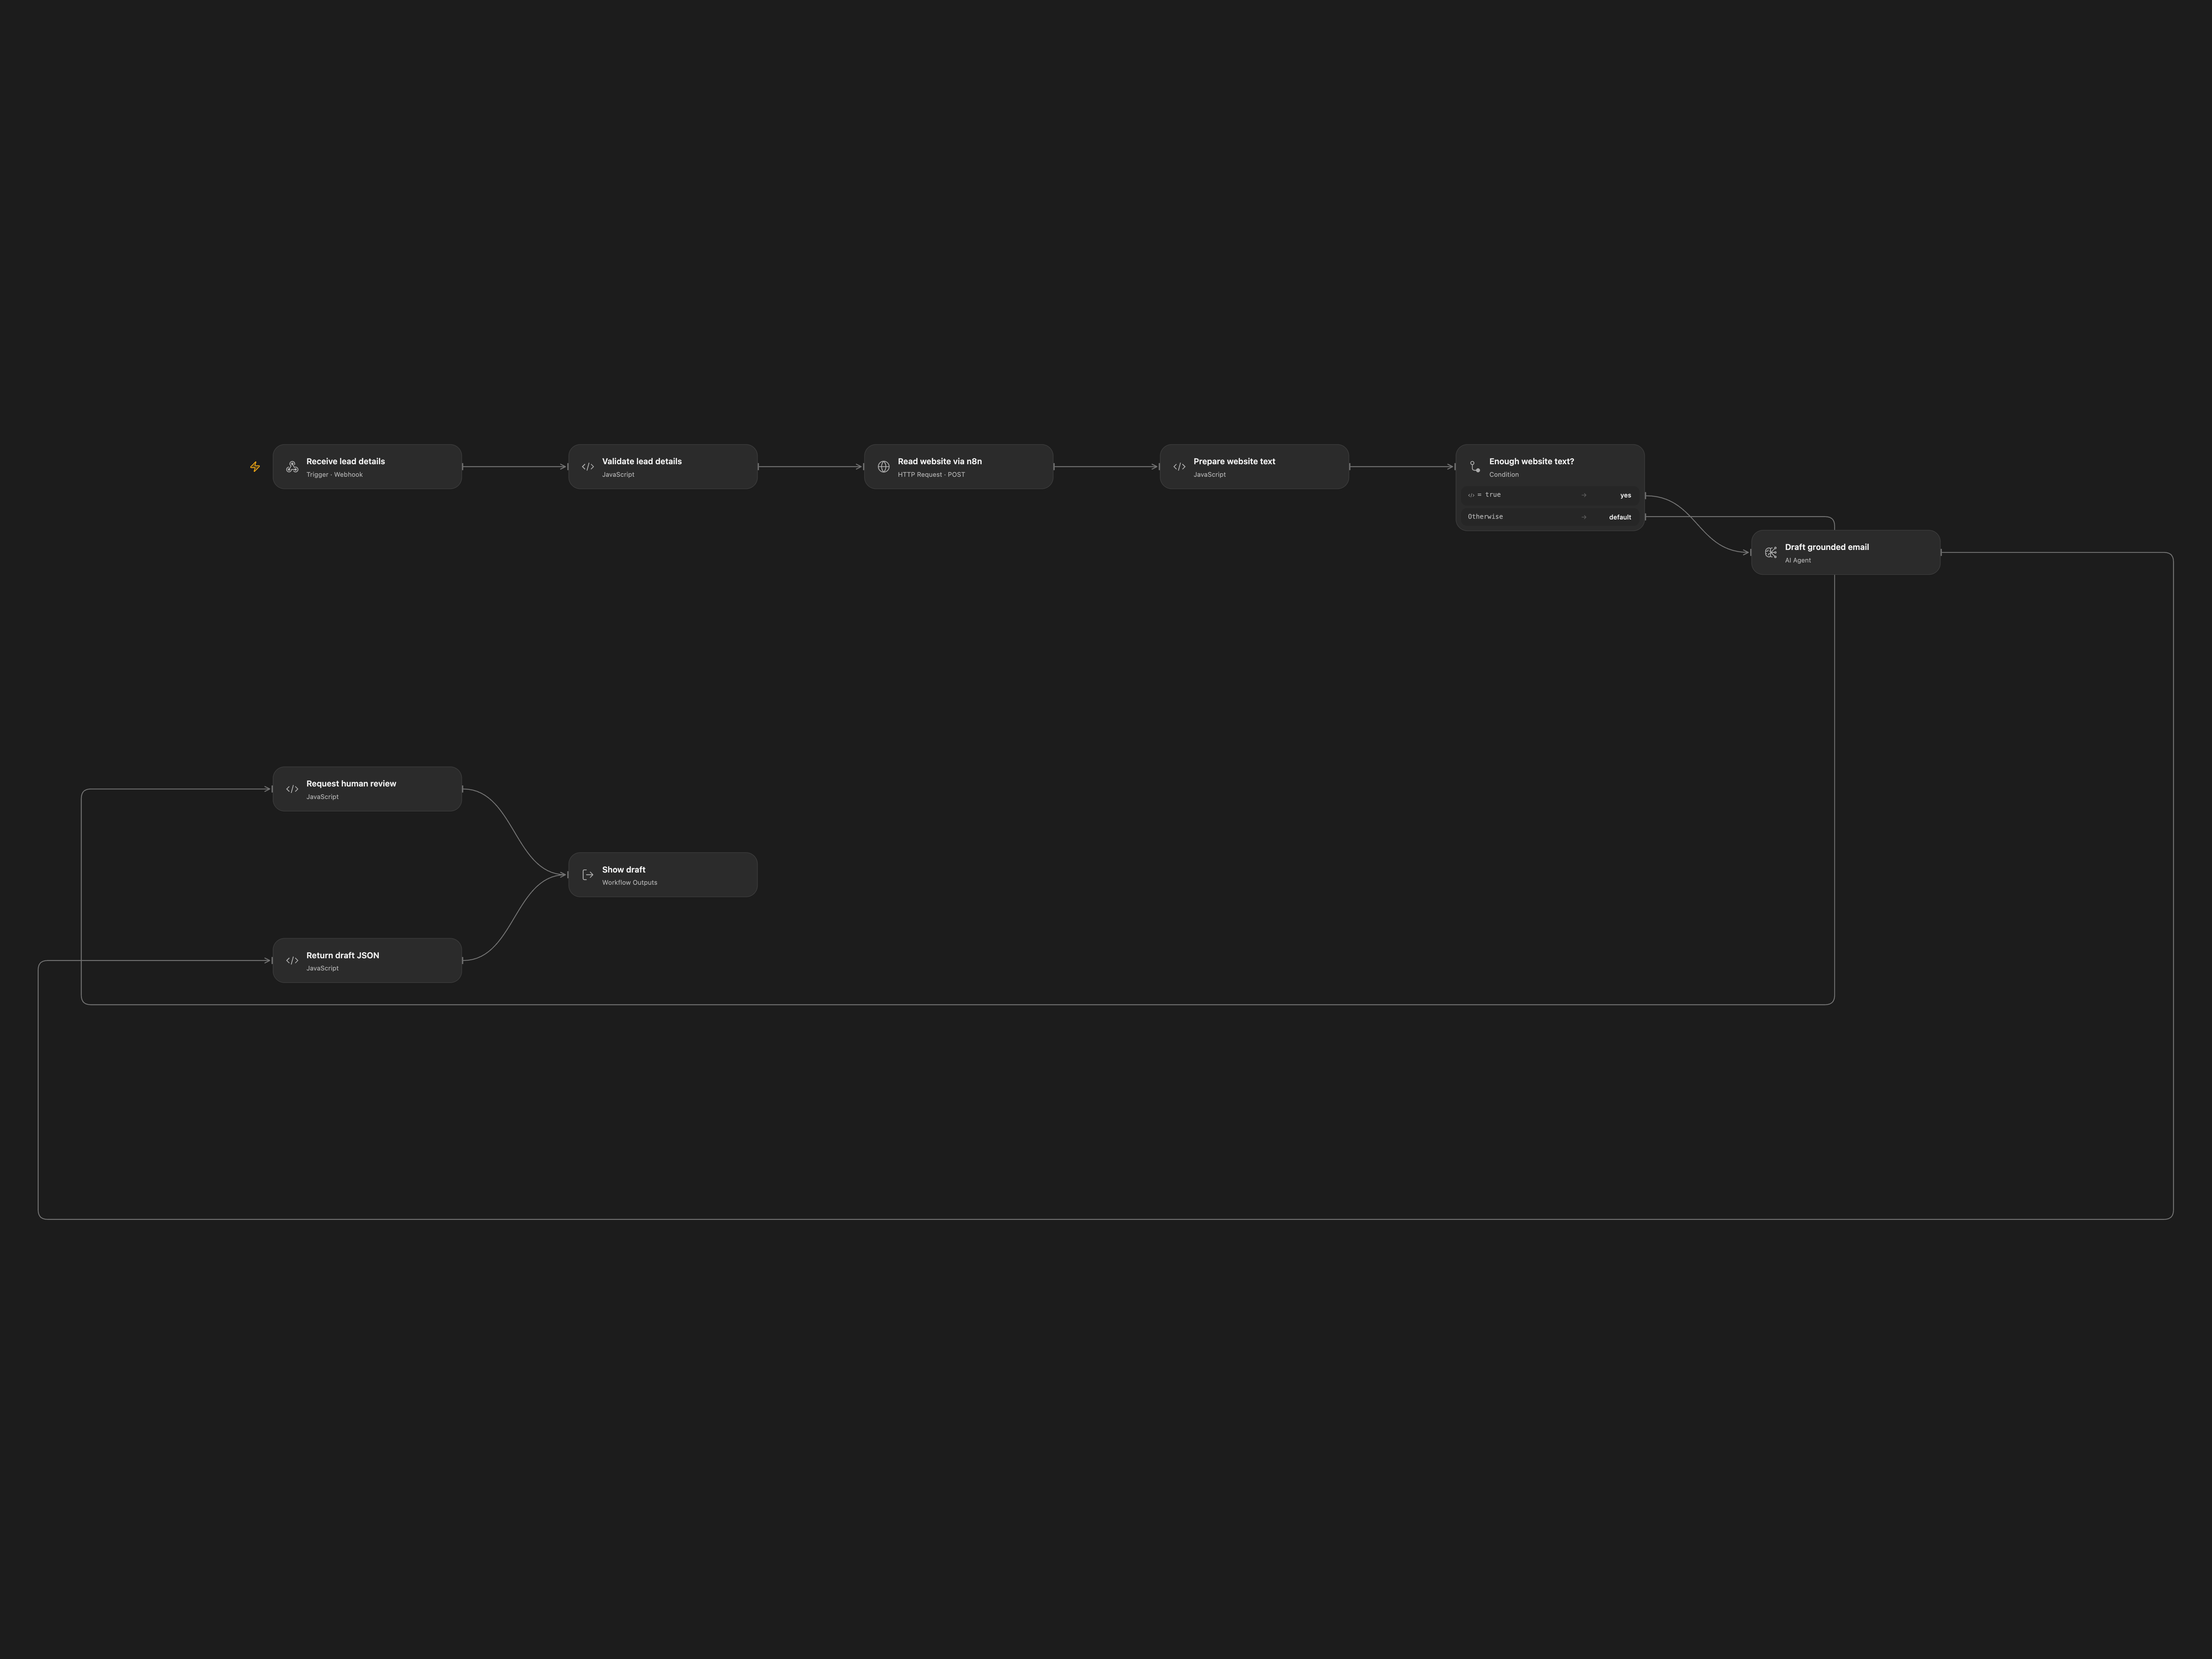 Receive lead details
Trigger · Webhook
Validate lead details
JavaScript
Read website via n8n
HTTP Request · POST
Prepare website text
JavaScript
Enough website text?
Condition
= true
yes
Otherwise
default
Draft grounded email
AI Agent
Request human review
JavaScript
Show draft
Workflow Outputs
Return draft JSON
JavaScript